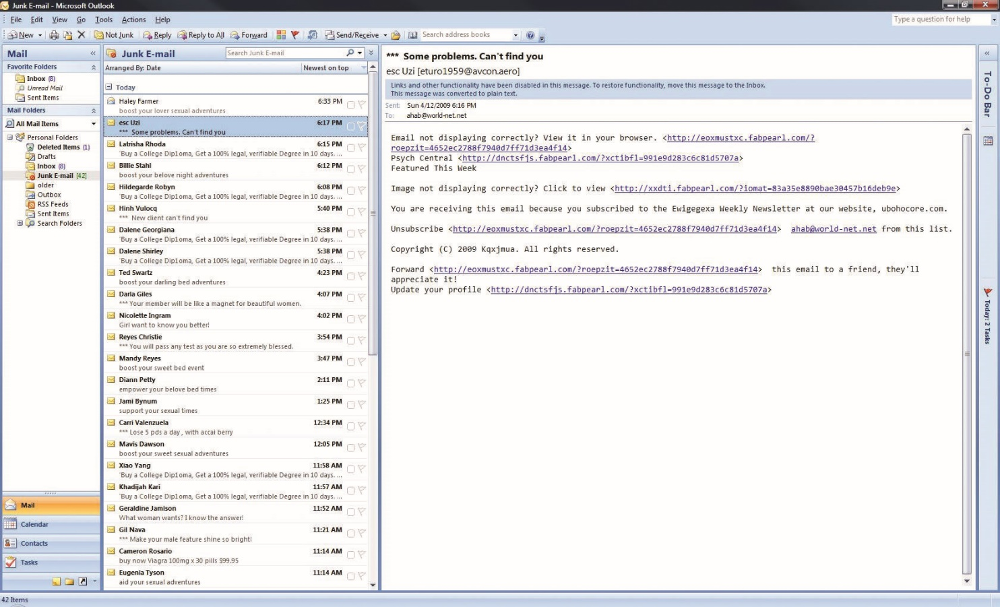 Junk E-mail - Microsoft Outlook
File Edit View Go Tools Actions Help
Type a question for help
New Not Junk Reply Reply to All Forward Send/Receive Search address books
Mail
Favorite Folders
Inbox (8)
Unread Mail
Sent Items
Mail Folders
All Mail Items
Personal Folders
Deleted Items (1)
Drafts
Inbox (8)
Junk E-mail [42]
older
Outbox
RSS Feeds
Sent Items
Search Folders
Mail
Calendar
Contacts
Tasks
42 Items
Junk E-mail
Search Junk E-mail
Arranged By: Date Newest on top
Today
Haley Farmer 6:33 PM
boost your lover sexual adventures
esc Uzi 6:17 PM
*** Some problems. Can't find you
Latrisha Rhoda 6:15 PM
'Buy a College Dip1oma, Get a 100% legal, verifiable Degree in 10 days. ...
Billie Stahl 6:12 PM
boost your belove night adventures
Hildegarde Robyn 6:08 PM
'Buy a College Dip1oma, Get a 100% legal, verifiable Degree in 10 days. ...
Hinh Vulocq 5:40 PM
*** New client can't find you
Dalene Georgiana 5:38 PM
'Buy a College Dip1oma, Get a 100% legal, verifiable Degree in 10 days. ...
Dalene Shirley 5:38 PM
'Buy a College Dip1oma, Get a 100% legal, verifiable Degree in 10 days. ...
Ted Swartz 4:23 PM
boost your darling bed adventures
Darla Giles 4:07 PM
*** Your member will be like a magnet for beautiful women.
Nicolette Ingram 4:02 PM
Girl want to know you better!
Reyes Christie 3:54 PM
*** You will pass any test as you are so extremely blessed.
Mandy Reyes 3:47 PM
boost your sweet bed event
Diann Petty 2:11 PM
empower your belove bed times
Jami Bynum 1:25 PM
support your sexual times
Carri Valenzuela 12:34 PM
*** Lose 5 pds a day , with accai berry
Mavis Dawson 12:05 PM
boost your sweet sexual adventures
Xiao Yang 11:58 AM
'Buy a College Dip1oma, Get a 100% legal, verifiable Degree in 10 days. ...
Khadijah Kari 11:57 AM
'Buy a College Dip1oma, Get a 100% legal, verifiable Degree in 10 days. ...
Geraldine Jamison 11:52 AM
What woman wants? I know the answer!
Gil Nava 11:21 AM
*** Make your male feature shine so bright!
Cameron Rosario 11:14 AM
buy now Viagra 100mg x 30 pills $99.95
Eugenia Tyson 11:14 AM
aid your sexual adventures
*** Some problems. Can't find you
esc Uzi [eturo1959@avcon.aero]
Links and other functionality have been disabled in this message. To restore functionality, move this message to the Inbox.
This message was converted to plain text.
Sent: Sun 4/12/2009 6:16 PM
To: ahab@world-net.net
Email not displaying correctly? View it in your browser. <http://eoxmustxc.fabpearl.com/?
roepzit=4652ec2788f7940d7ff71d3ea4f14>
Psych Central <http://dnctsfjs.fabpearl.com/?xctibfl=991e9d283c6c81d5707a>
Featured This Week
Image not displaying correctly? Click to view <http://xxdti.fabpearl.com/?iomat=83a35e8890bae30457b16deb9e>
You are receiving this email because you subscribed to the Ewigegexa Weekly Newsletter at our website, ubohocore.com.
Unsubscribe <http://eoxmustxc.fabpearl.com/?roepzit=4652ec2788f7940d7ff71d3ea4f14> ahab@world-net.net from this list.
Copyright (C) 2009 Kqxjmua. All rights reserved.
Forward <http://eoxmustxc.fabpearl.com/?roepzit=4652ec2788f7940d7ff71d3ea4f14> this email to a friend, they'll
appreciate it!
Update your profile <http://dnctsfjs.fabpearl.com/?xctibfl=991e9d283c6c81d5707a>
To-Do Bar
Today: 2 Tasks